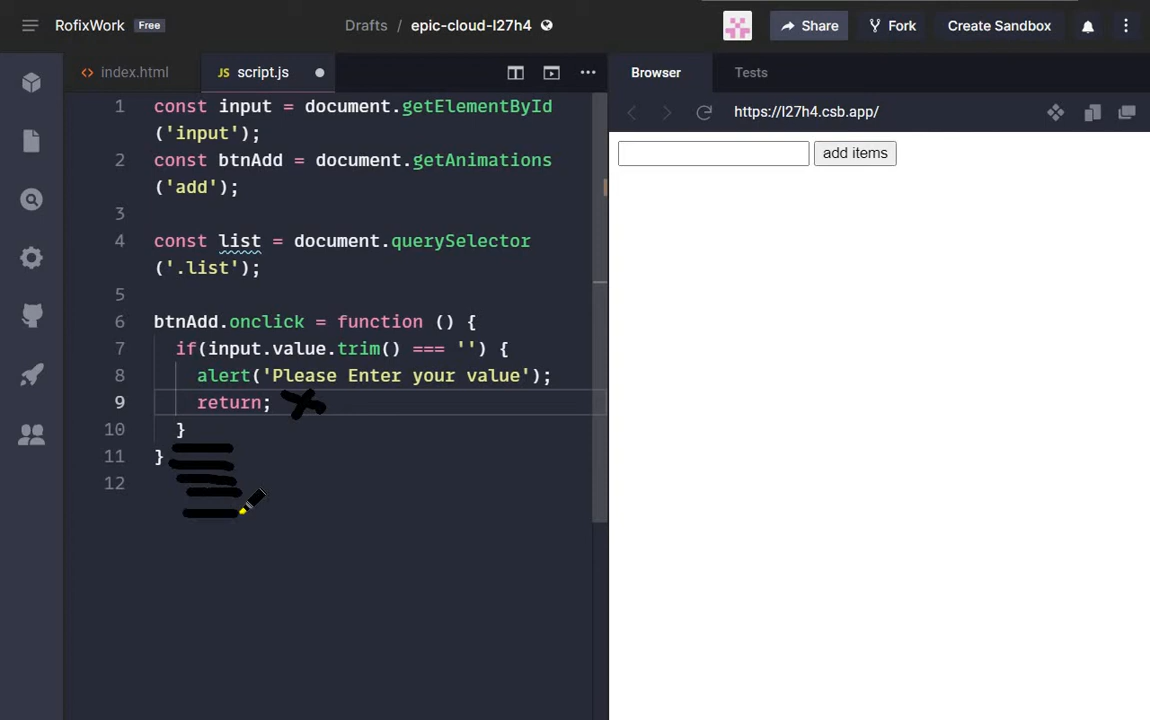 RofixWork Free Drafts / epic-cloud-l27h4 Share Fork Create Sandbox
index.html JS script.js Browser Tests
https://l27h4.csb.app/
add items
1 const input = document.getElementById
('input');
2 const btnAdd = document.getAnimations
('add');
3
4 const list = document.querySelector
('.list');
5
6 btnAdd.onclick = function () {
7 if(input.value.trim() === '') {
8 alert('Please Enter your value');
9 return;
10 }
11 }
12